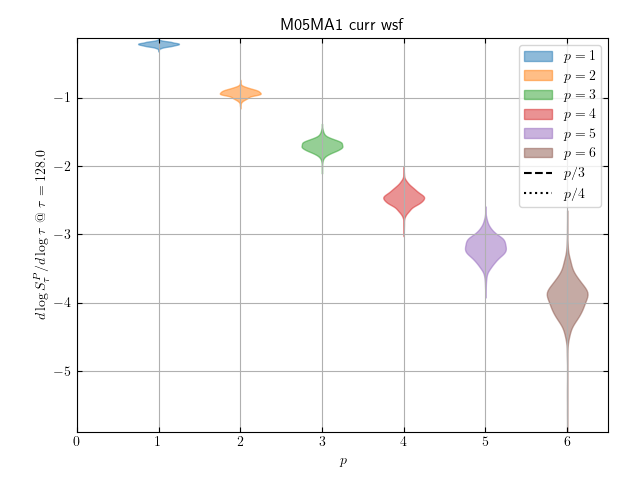 M05MA1 curr wsf
p = 1
p = 2
p = 3
p = 4
p = 5
p = 6
p/3
p/4
−1
−2
−3
−4
−5
d log S_τ^P / d log τ @ τ = 128.0
0 1 2 3 4 5 6
p